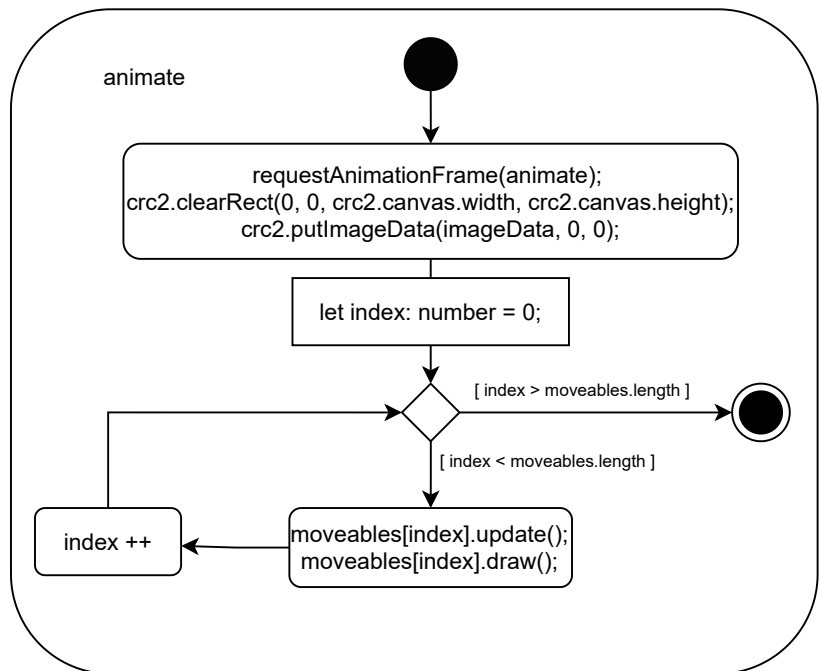 animate
requestAnimationFrame(animate);
crc2.clearRect(0, 0, crc2.canvas.width, crc2.canvas.height);
crc2.putImageData(imageData, 0, 0);
let index: number = 0;
[ index > moveables.length ]
[ index < moveables.length ]
moveables[index].update();
moveables[index].draw();
index ++